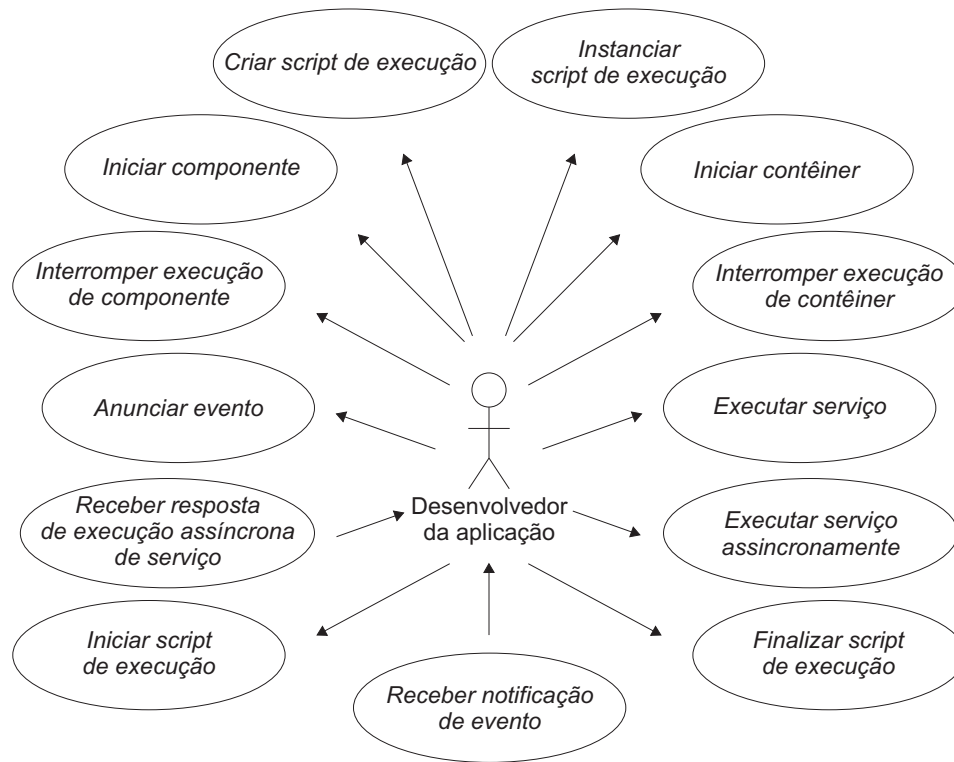 Criar script de execução
Instanciar
script de execução
Iniciar componente
Iniciar contêiner
Interromper execução
de componente
Interromper execução
de contêiner
Anunciar evento
Executar serviço
Receber resposta
de execução assíncrona
de serviço
Desenvolvedor
da aplicação
Executar serviço
assincronamente
Iniciar script
de execução
Finalizar script
de execução
Receber notificação
de evento